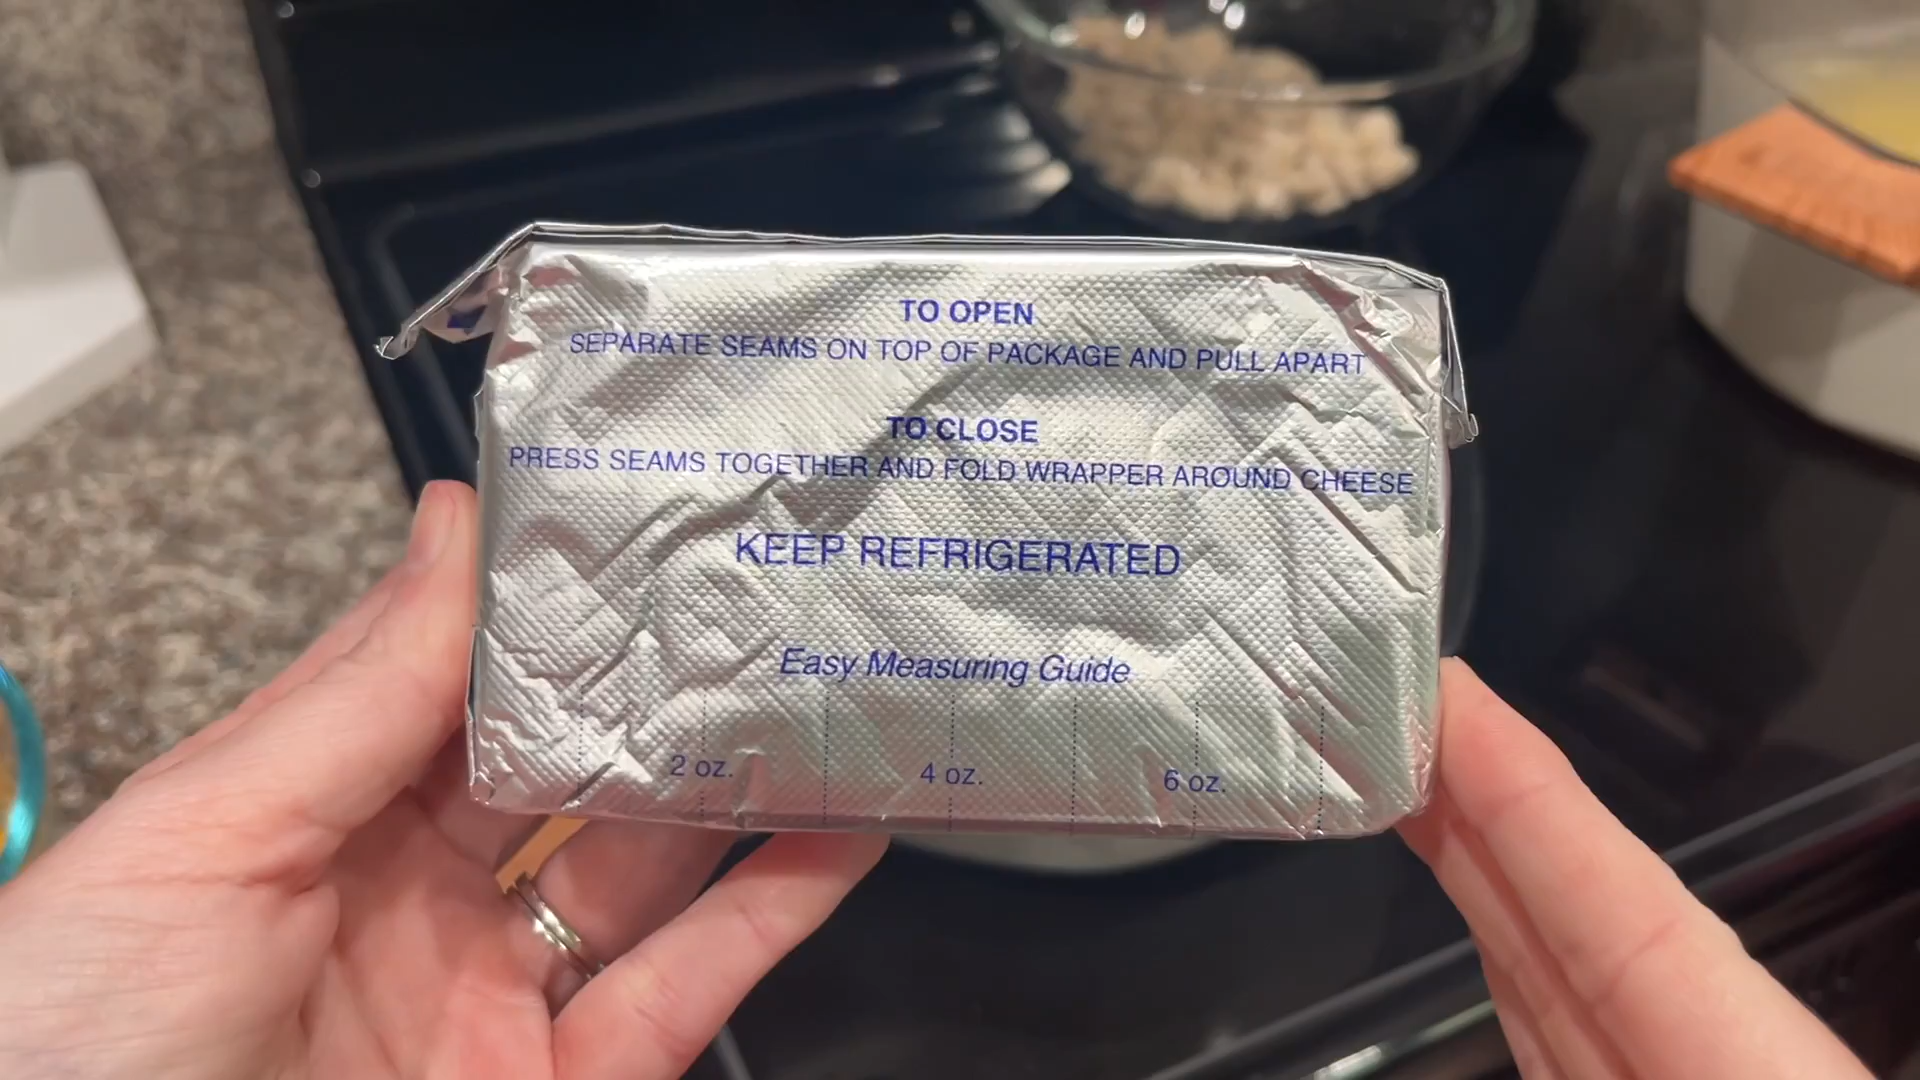 TO OPEN
SEPARATE SEAMS ON TOP OF PACKAGE AND PULL APART
TO CLOSE
PRESS SEAMS TOGETHER AND FOLD WRAPPER AROUND CHEESE
KEEP REFRIGERATED
Easy Measuring Guide
2 oz. 4 oz. 6 oz.